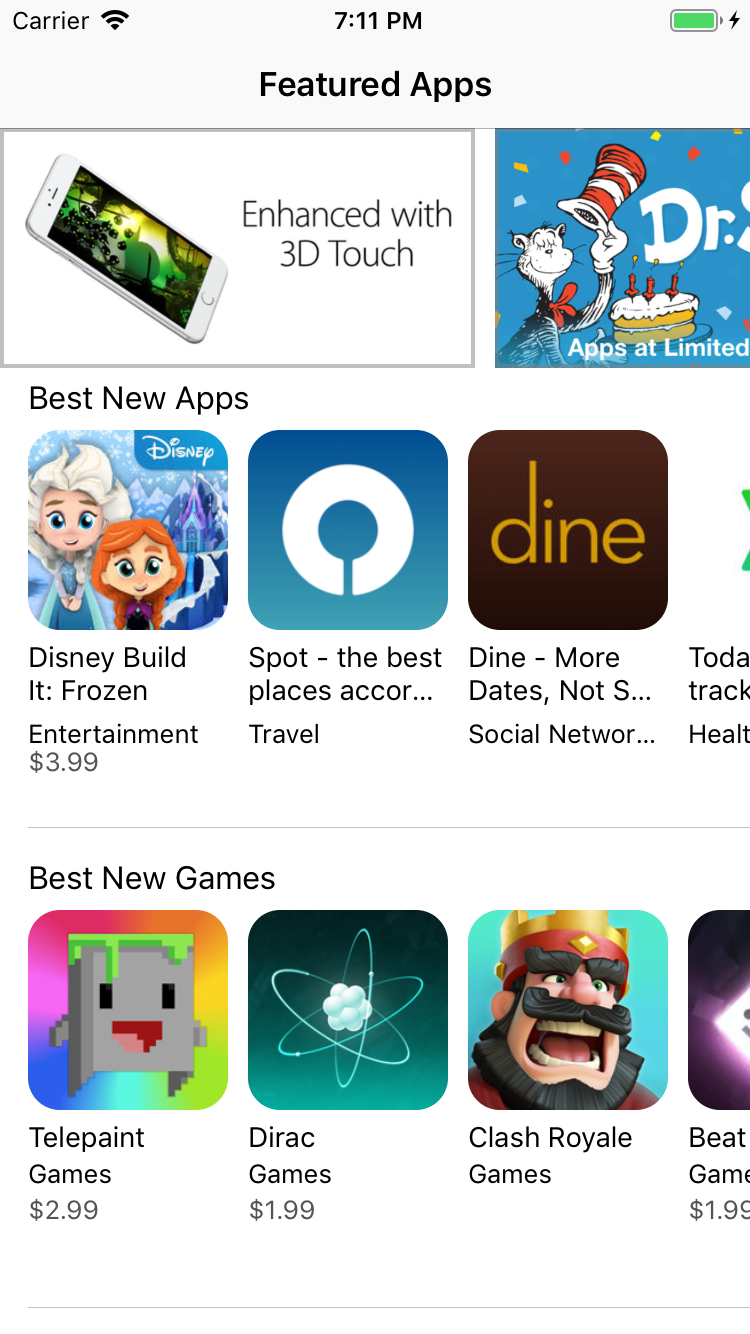 Carrier
7:11 PM
Featured Apps
Enhanced with
3D Touch
Dr.
Apps at Limited
Best New Apps
Disney
dine
Disney Build
It: Frozen
Entertainment
$3.99
Spot - the best
places accor...
Travel
Dine - More
Dates, Not S...
Social Networ...
Toda
track
Healt
Best New Games
Telepaint
Games
$2.99
Dirac
Games
$1.99
Clash Royale
Games
Beat
Game
$1.99